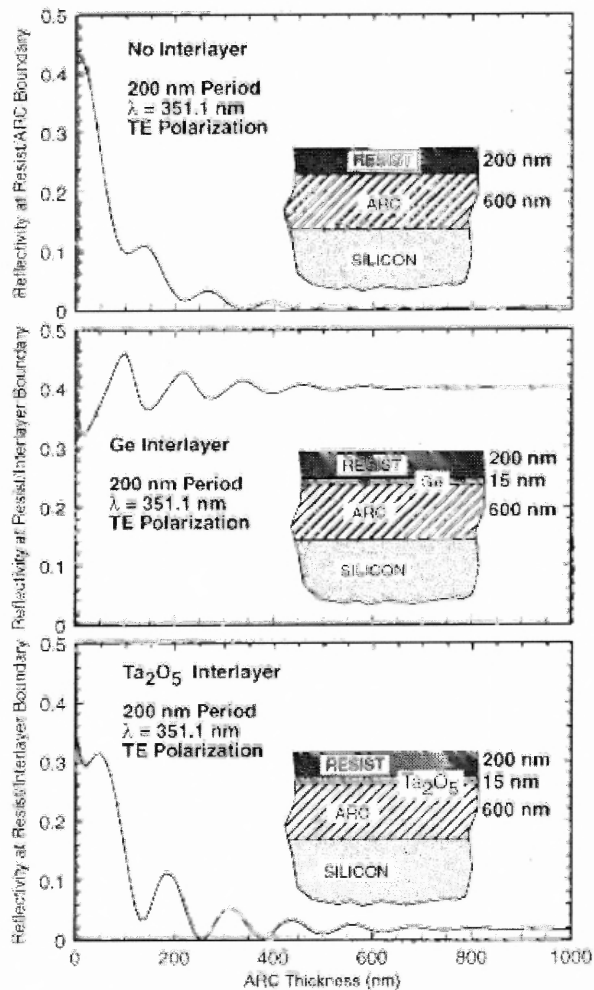 0.5
0.4
0.3
0.2
0.1
0
Reflectivity at Resist/ARC Boundary
No Interlayer
200 nm Period
λ = 351.1 nm
TE Polarization
RESIST
200 nm
ARC
600 nm
SILICON
0.5
0.4
0.3
0.2
0.1
0
Reflectivity at Resist/Interlayer Boundary
Ge Interlayer
200 nm Period
λ = 351.1 nm
TE Polarization
RESIST
200 nm
Ge
15 nm
ARC
600 nm
SILICON
0.5
0.4
0.3
0.2
0.1
0
Reflectivity at Resist/Interlayer Boundary
Ta2O5 Interlayer
200 nm Period
λ = 351.1 nm
TE Polarization
RESIST
200 nm
Ta2O5
15 nm
ARC
600 nm
SILICON
0 200 400 600 800 1000
ARC Thickness (nm)